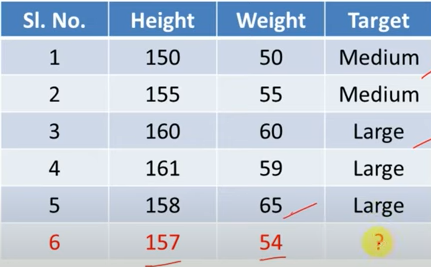 Sl. No. Height Weight Target
1 150 50 Medium
2 155 55 Medium
3 160 60 Large
4 161 59 Large
5 158 65 Large
6 157 54 ?